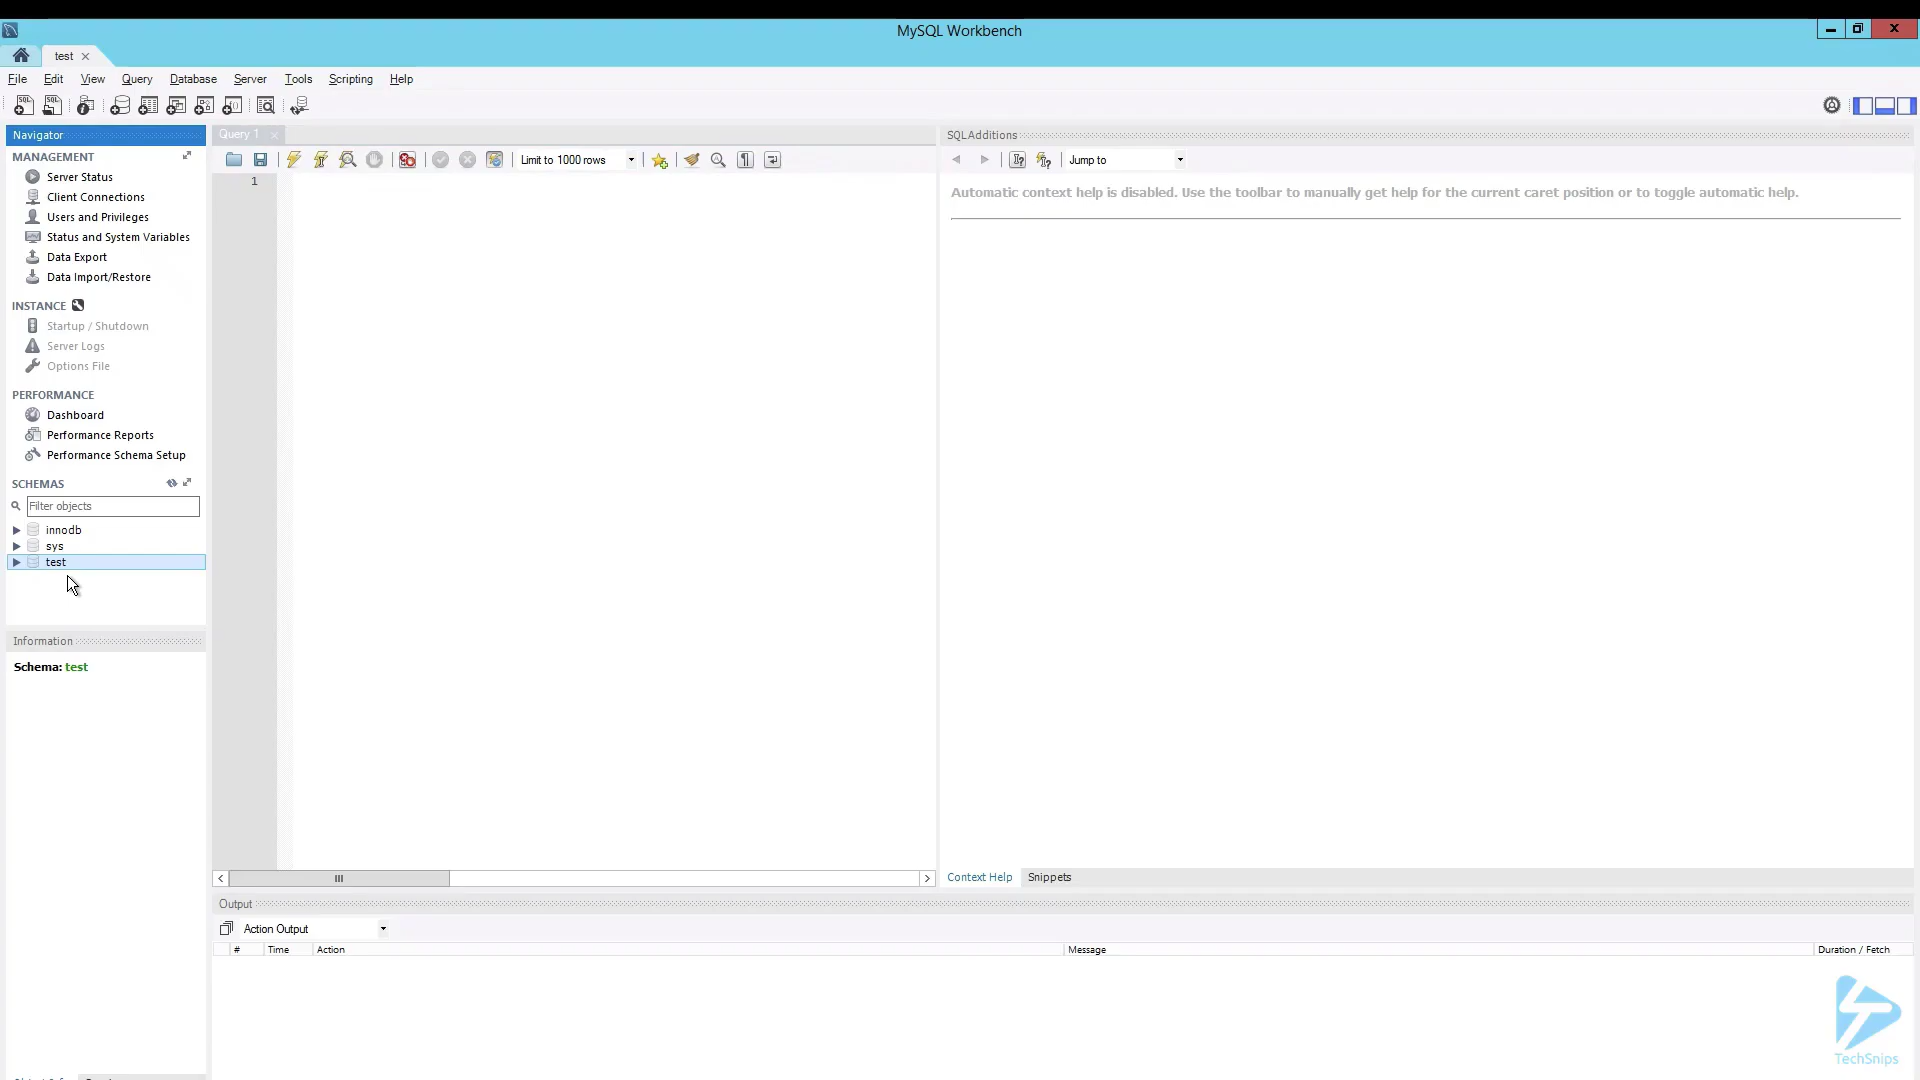 MySQL Workbench
test
File Edit View Query Database Server Tools Scripting Help
Navigator
MANAGEMENT
Server Status
Client Connections
Users and Privileges
Status and System Variables
Data Export
Data Import/Restore
INSTANCE
Startup / Shutdown
Server Logs
Options File
PERFORMANCE
Dashboard
Performance Reports
Performance Schema Setup
SCHEMAS
Filter objects
innodb
sys
test
Information
Schema: test
Query 1
Limit to 1000 rows
1
SQLAdditions
Jump to
Automatic context help is disabled. Use the toolbar to manually get help for the current caret position or to toggle automatic help.
Context Help Snippets
Output
Action Output
# Time Action Message Duration / Fetch
TechSnips